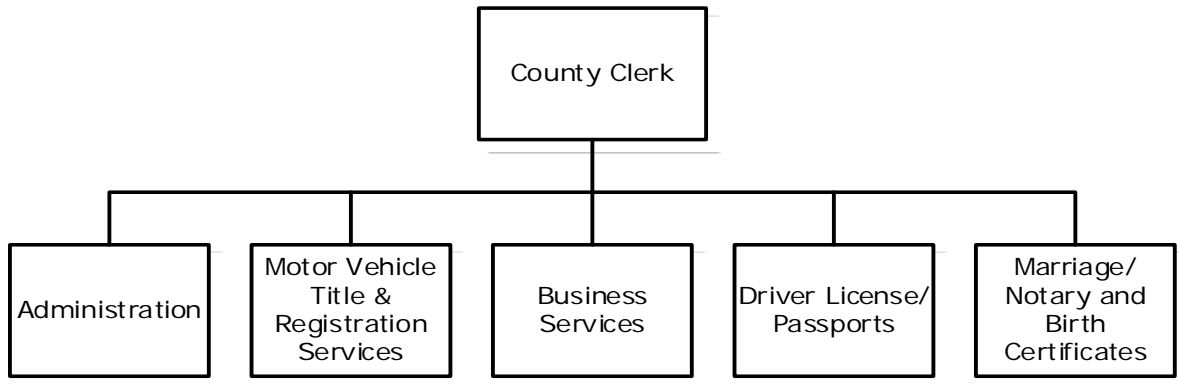 County Clerk
Administration
Motor Vehicle
Title &
Registration
Services
Business
Services
Driver License/
Passports
Marriage/
Notary and
Birth
Certificates